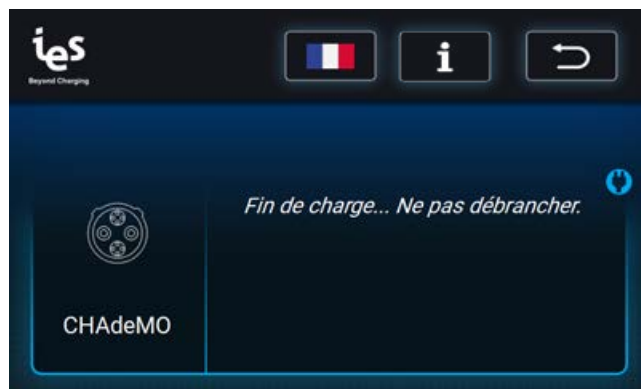 ies
Beyond Charging
i
Fin de charge... Ne pas débrancher.
CHAdeMO